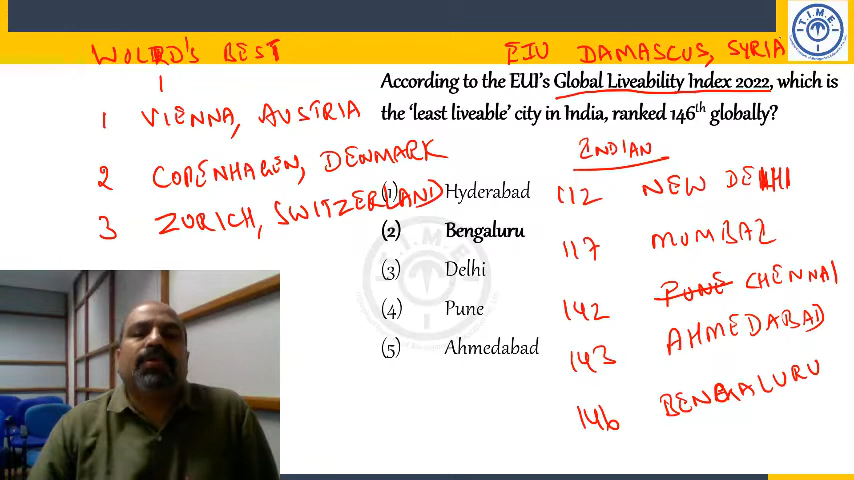 WOLRD'S BEST
EIU DAMASCUS, SYRIA
T.I.M.E.
According to the EUI's Global Liveability Index 2022, which is
the 'least liveable' city in India, ranked 146th globally?
1 VIENNA, AUSTRIA
2 COPENHAGEN, DENMARK
3 ZURICH, SWITZERLAND
(1) Hyderabad
(2) Bengaluru
(3) Delhi
(4) Pune
(5) Ahmedabad
INDIAN
112 NEW DELHI
117 MUMBAI
142 PUNE CHENNAI
143 AHMEDABAD
146 BENGALURU